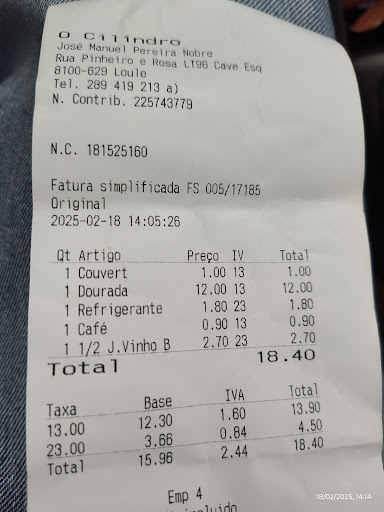 O Cilindro
José Manuel Pereira Nobre
Rua Pinheiro e Rosa LT96 Cave Esq
8100-629 Loule
Tel. 289 419 213 a)
N. Contrib. 225743779
N.C. 181525160
Fatura simplificada FS 005/17185
Original
2025-02-18 14:05:26
Qt Artigo Preço IV Total
1 Couvert 1.00 13 1.00
1 Dourada 12.00 13 12.00
1 Refrigerante 1.80 23 1.80
1 Café 0.90 13 0.90
1 1/2 J.Vinho B 2.70 23 2.70
Total 18.40
Taxa Base IVA Total
13.00 12.30 1.60 13.90
23.00 3.66 0.84 4.50
Total 15.96 2.44 18.40
Emp 4
18/02/2025, 14:14